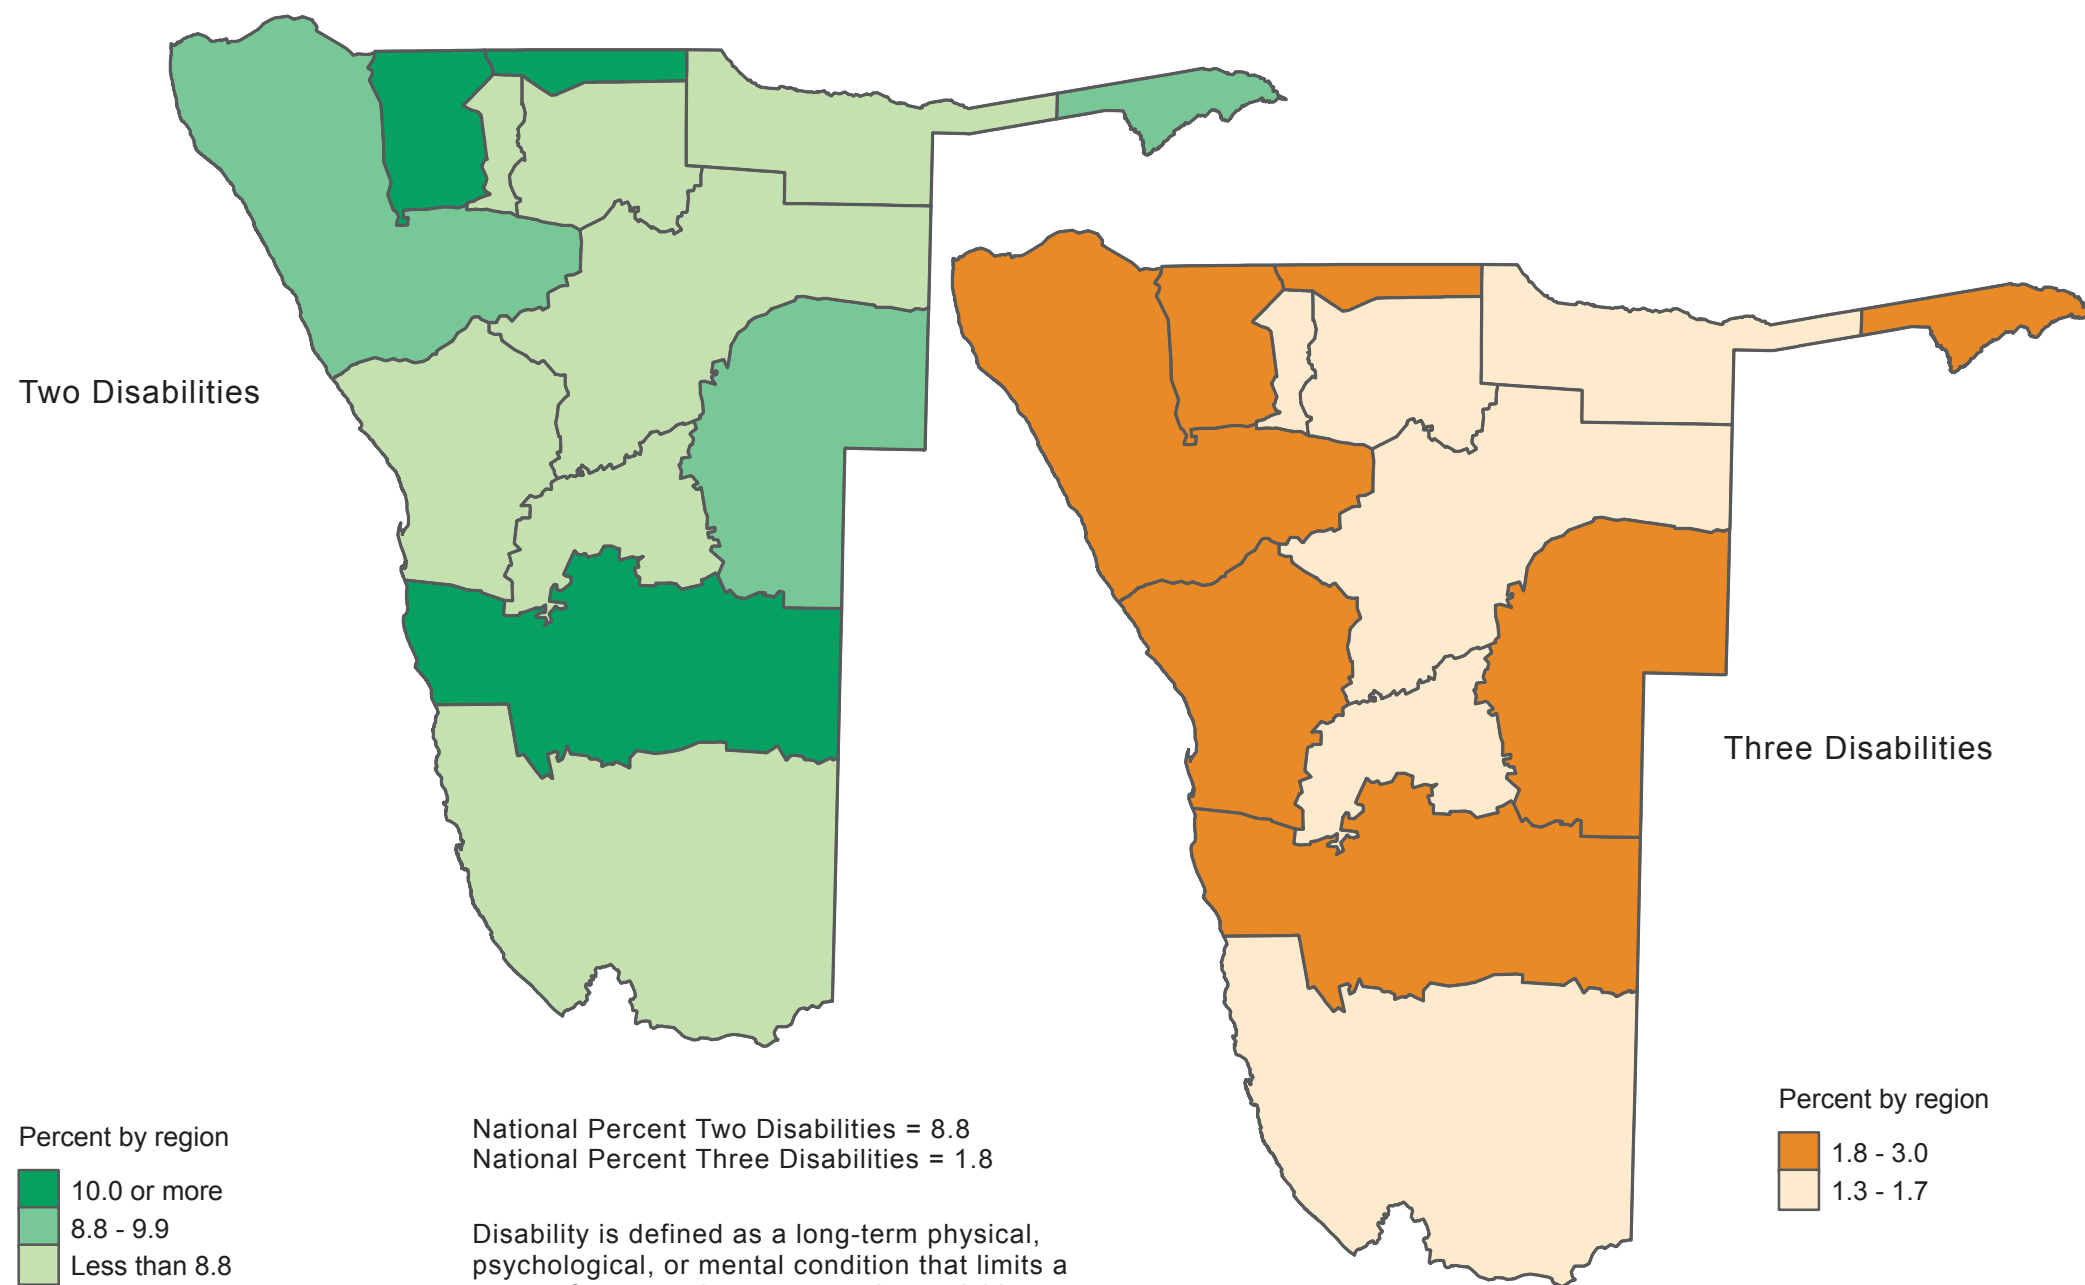 Two Disabilities
Three Disabilities
Percent by region
10.0 or more
8.8 - 9.9
Less than 8.8
National Percent Two Disabilities = 8.8
National Percent Three Disabilities = 1.8
Disability is defined as a long-term physical,
psychological, or mental condition that limits a
Percent by region
1.8 - 3.0
1.3 - 1.7